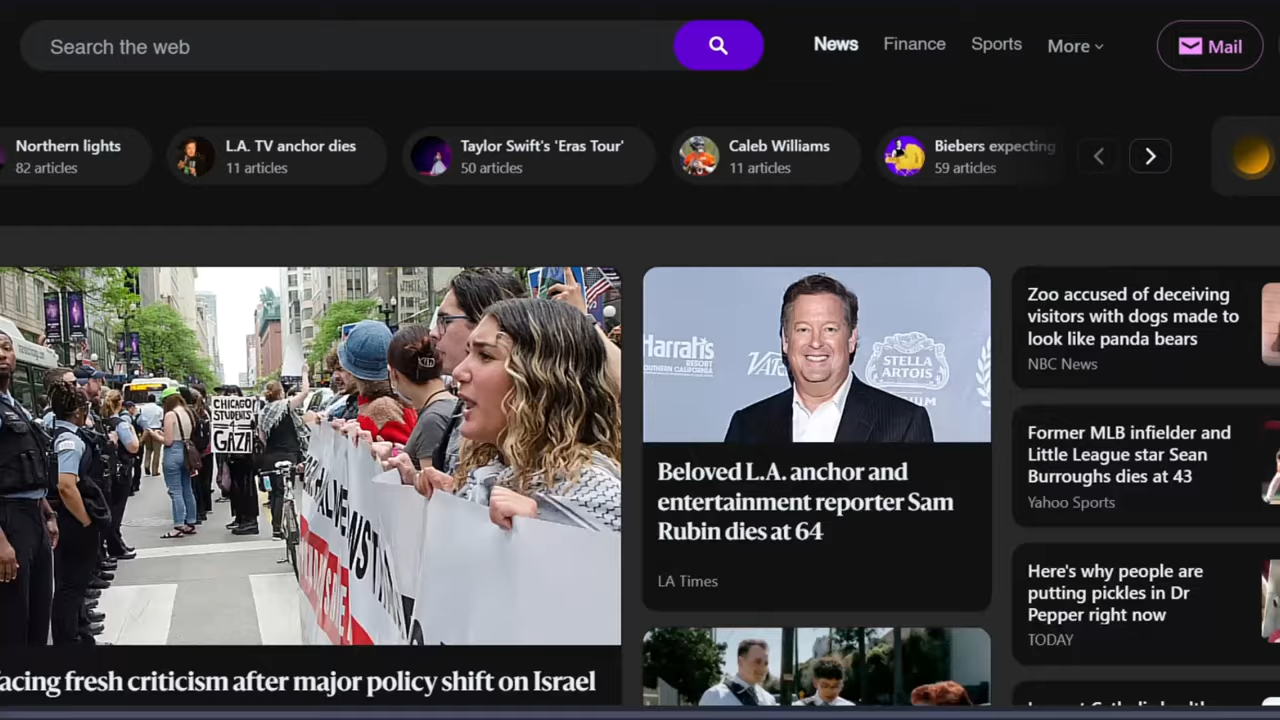 Search the web
News
Finance
Sports
More
Mail
Northern lights
82 articles
L.A. TV anchor dies
11 articles
Taylor Swift's 'Eras Tour'
50 articles
Caleb Williams
11 articles
Biebers expecting
59 articles
CHICAGO
STUDENTS
GAZA
facing fresh criticism after major policy shift on Israel
Harrah's
RESORT
SOUTHERN CALIFORNIA
STELLA
ARTOIS
Beloved L.A. anchor and
entertainment reporter Sam
Rubin dies at 64
LA Times
Zoo accused of deceiving
visitors with dogs made to
look like panda bears
NBC News
Former MLB infielder and
Little League star Sean
Burroughs dies at 43
Yahoo Sports
Here's why people are
putting pickles in Dr
Pepper right now
TODAY